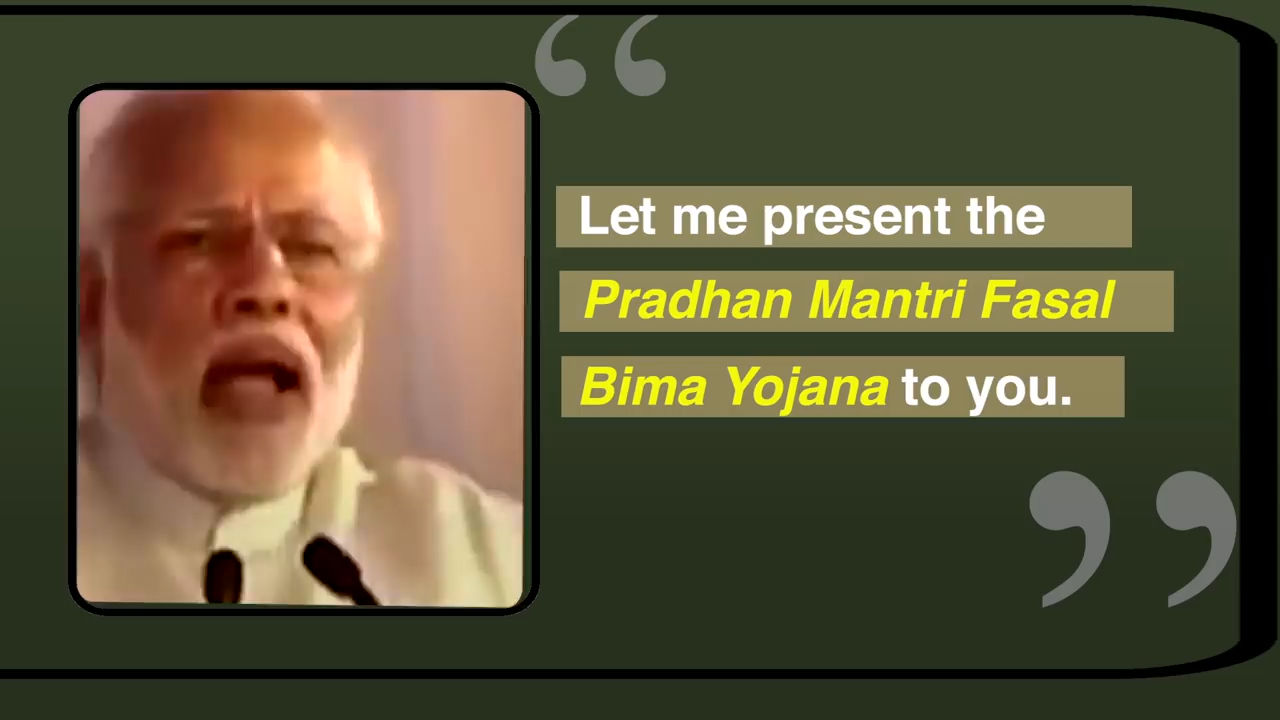 Let me present the
Pradhan Mantri Fasal
Bima Yojana to you.